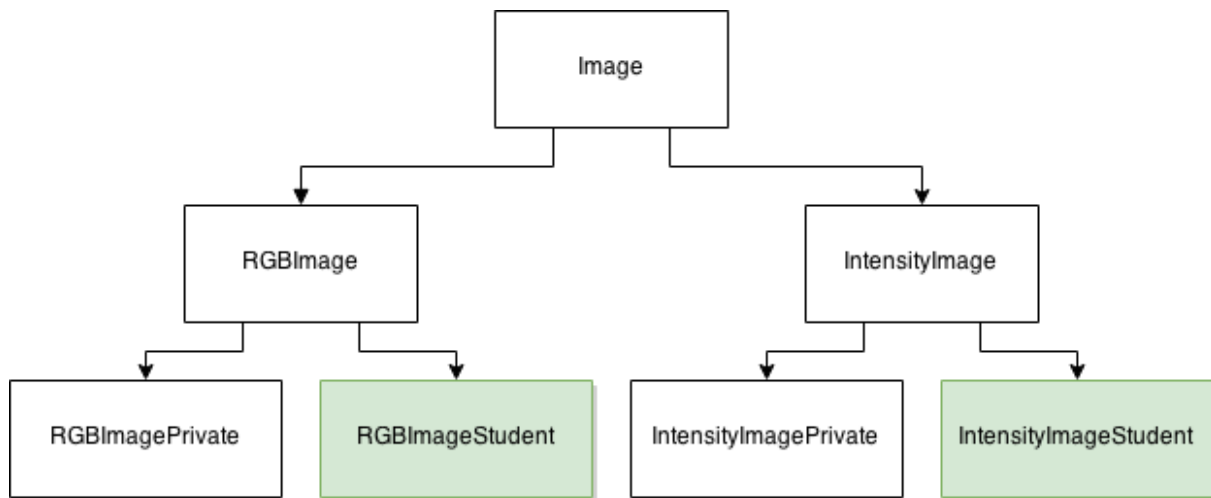 Image
RGBImage
IntensityImage
RGBImagePrivate
RGBImageStudent
IntensityImagePrivate
IntensityImageStudent